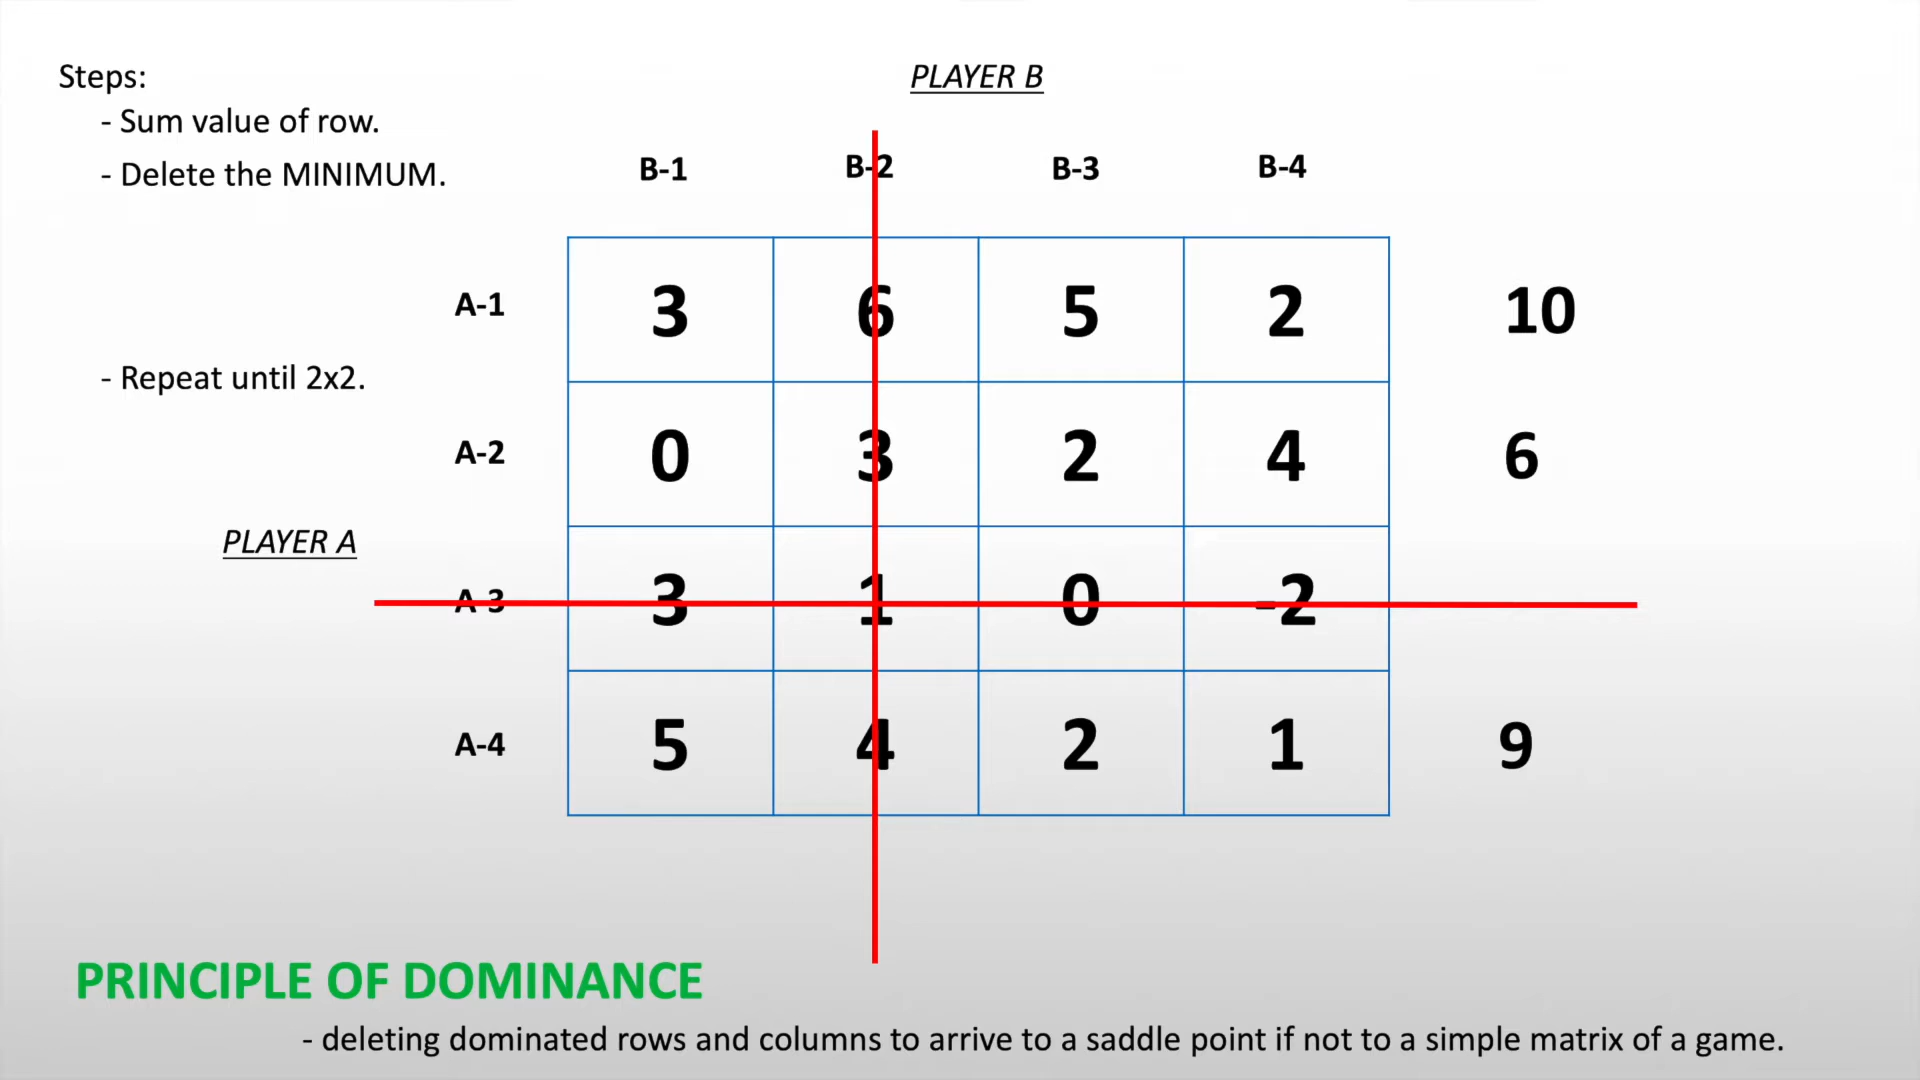 Steps:
- Sum value of row.
- Delete the MINIMUM.
- Repeat until 2x2.
PLAYER B
B-1 B-2 B-3 B-4
A-1 3 6 5 2 10
A-2 0 3 2 4 6
PLAYER A
A-3 3 1 0 -2
A-4 5 4 2 1 9
PRINCIPLE OF DOMINANCE
- deleting dominated rows and columns to arrive to a saddle point if not to a simple matrix of a game.